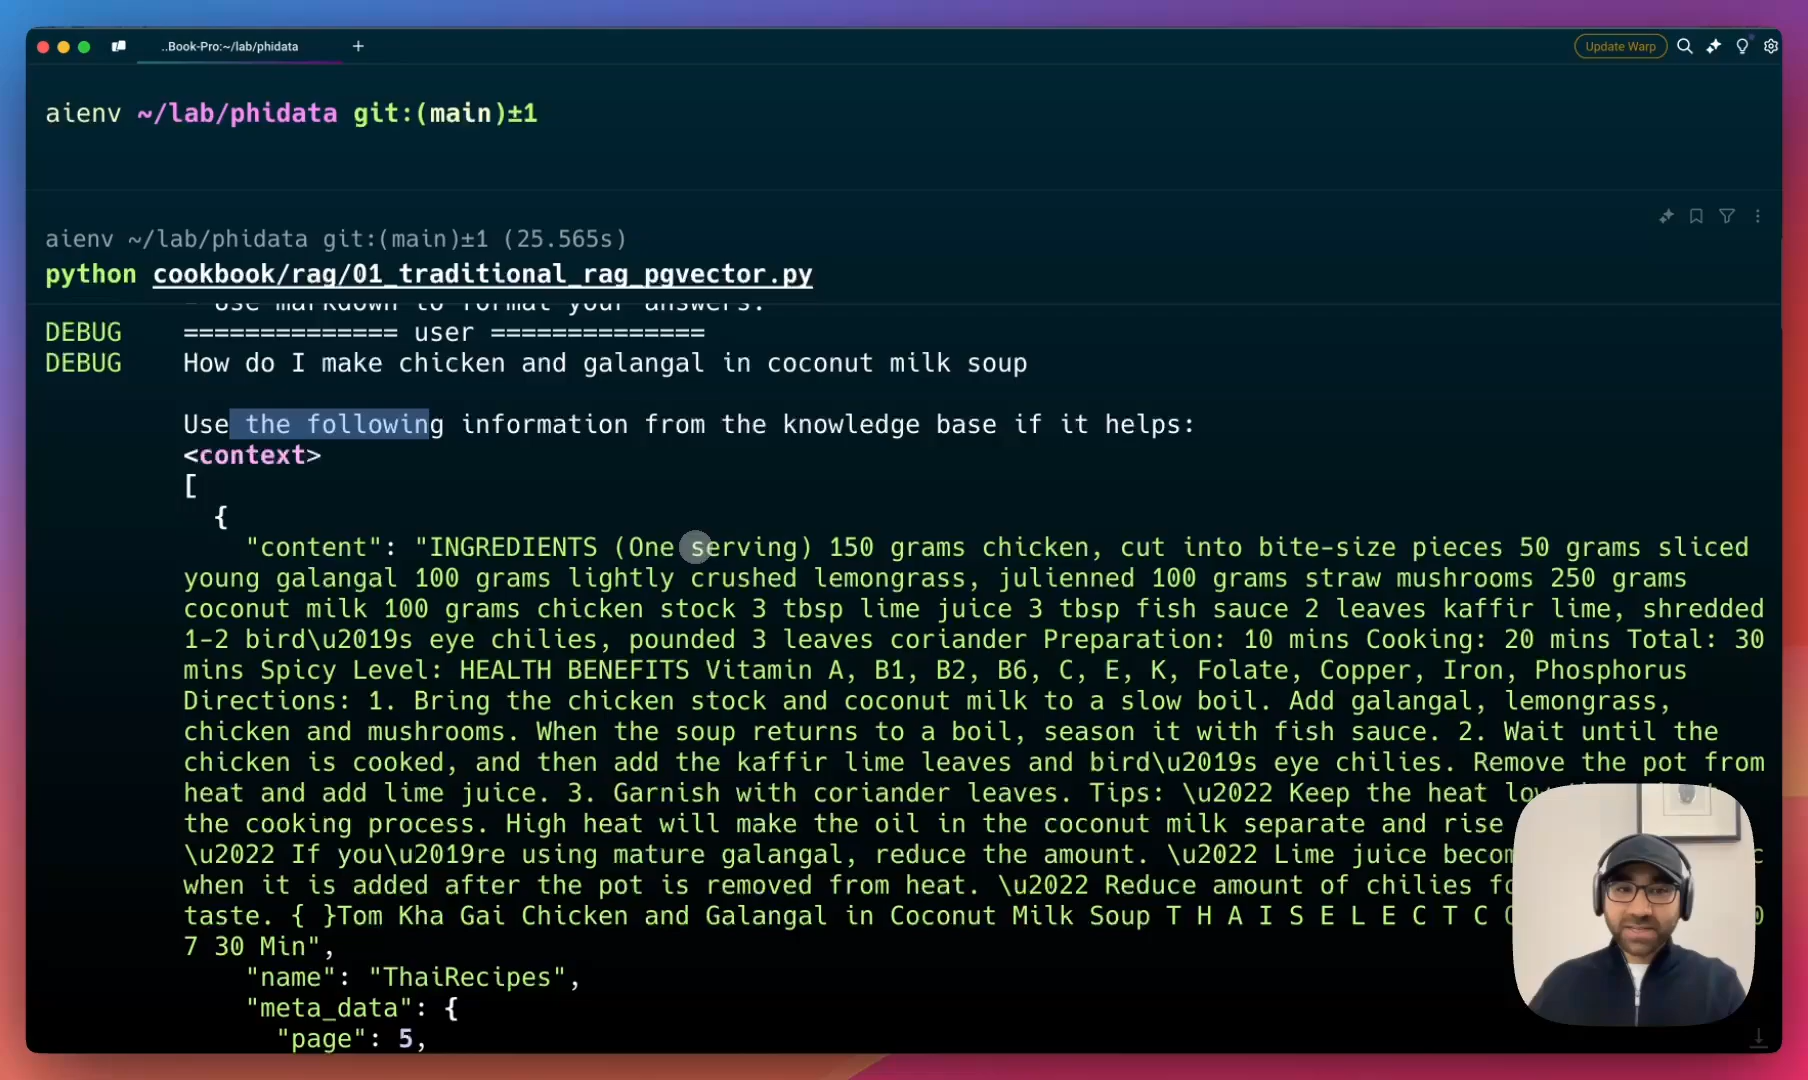 ..Book-Pro:~/lab/phidata
+
Update Warp
aienv ~/lab/phidata git:(main)±1
aienv ~/lab/phidata git:(main)±1 (25.565s)
python cookbook/rag/01_traditional_rag_pgvector.py
- Use markdown to format your answers.
DEBUG ============== user ==============
DEBUG How do I make chicken and galangal in coconut milk soup
Use the following information from the knowledge base if it helps:
<context>
[
{
"content": "INGREDIENTS (One serving) 150 grams chicken, cut into bite-size pieces 50 grams sliced
young galangal 100 grams lightly crushed lemongrass, julienned 100 grams straw mushrooms 250 grams
coconut milk 100 grams chicken stock 3 tbsp lime juice 3 tbsp fish sauce 2 leaves kaffir lime, shredded
1-2 bird\u2019s eye chilies, pounded 3 leaves coriander Preparation: 10 mins Cooking: 20 mins Total: 30
mins Spicy Level: HEALTH BENEFITS Vitamin A, B1, B2, B6, C, E, K, Folate, Copper, Iron, Phosphorus
Directions: 1. Bring the chicken stock and coconut milk to a slow boil. Add galangal, lemongrass,
chicken and mushrooms. When the soup returns to a boil, season it with fish sauce. 2. Wait until the
chicken is cooked, and then add the kaffir lime leaves and bird\u2019s eye chilies. Remove the pot from
heat and add lime juice. 3. Garnish with coriander leaves. Tips: \u2022 Keep the heat
the cooking process. High heat will make the oil in the coconut milk separate and rise
\u2022 If you\u2019re using mature galangal, reduce the amount. \u2022 Lime juice
when it is added after the pot is removed from heat. \u2022 Reduce amount of chilies
taste. { }Tom Kha Gai Chicken and Galangal in Coconut Milk Soup T H A I S E L E C T C
7 30 Min",
"name": "ThaiRecipes",
"meta_data": {
"page": 5,